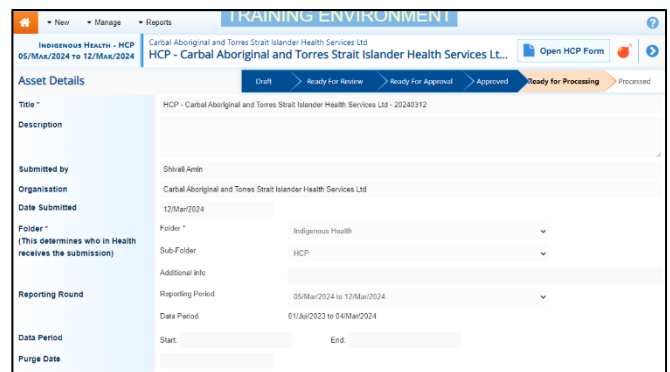 New Manage Reports TRAINING ENVIRONMENT
INDIGENOUS HEALTH - HCP
05/MAR/2024 TO 12/MAR/2024
Carbal Aboriginal and Torres Strait Islander Health Services Ltd
HCP - Carbal Aboriginal and Torres Strait Islander Health Services Lt... Open HCP Form
Asset Details Draft Ready For Review Ready For Approval Approved Ready for Processing Processed
Title * HCP - Carbal Aboriginal and Torres Strait Islander Health Services Ltd - 20240312
Description
Submitted by Shivali Amin
Organisation Carbal Aboriginal and Torres Strait Islander Health Services Ltd
Date Submitted 12/Mar/2024
Folder * Folder * Indigenous Health
(This determines who in Health
receives the submission) Sub-Folder HCP
Additional info
Reporting Round Reporting Period 05/Mar/2024 to 12/Mar/2024
Data Period 01/Jul/2023 to 04/Mar/2024
Data Period Start: End:
Purge Date